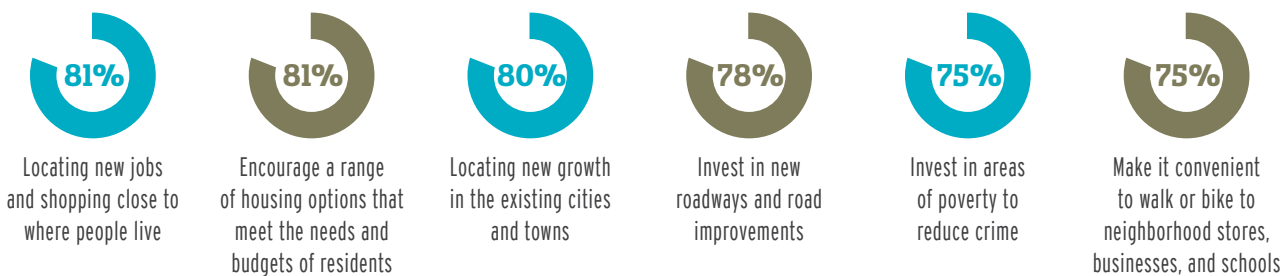 81%
Locating new jobs
and shopping close to
where people live
81%
Encourage a range
of housing options that
meet the needs and
budgets of residents
80%
Locating new growth
in the existing cities
and towns
78%
Invest in new
roadways and road
improvements
75%
Invest in areas
of poverty to
reduce crime
75%
Make it convenient
to walk or bike to
neighborhood stores,
businesses, and schools